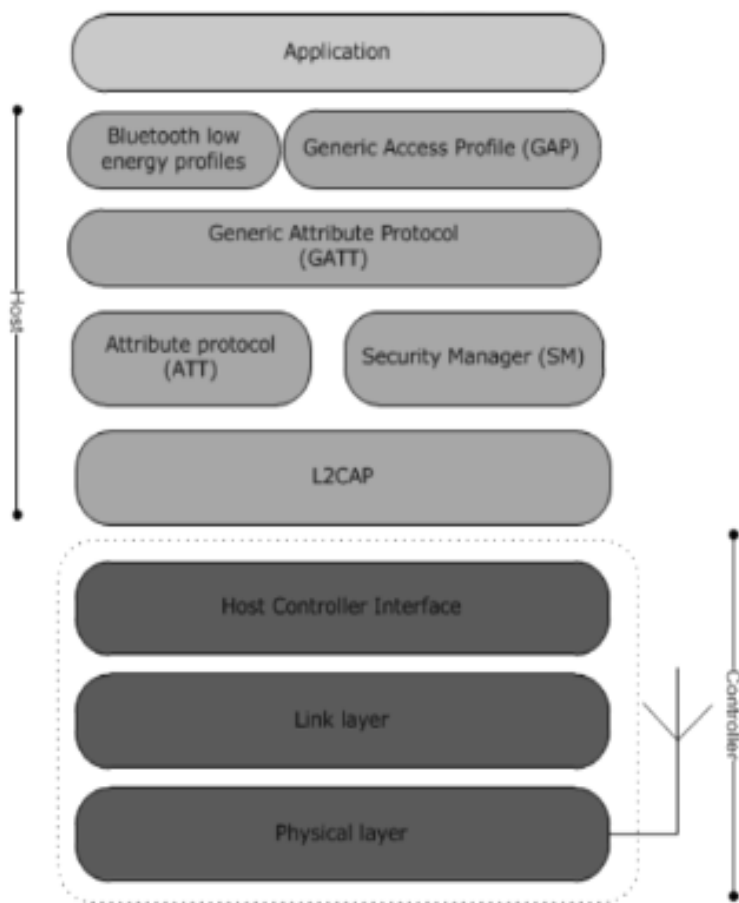 Application
Bluetooth low
energy profiles
Generic Access Profile (GAP)
Generic Attribute Protocol
(GATT)
Host
Attribute protocol
(ATT)
Security Manager (SM)
L2CAP
Host Controller Interface
Link layer
Controller
Physical layer